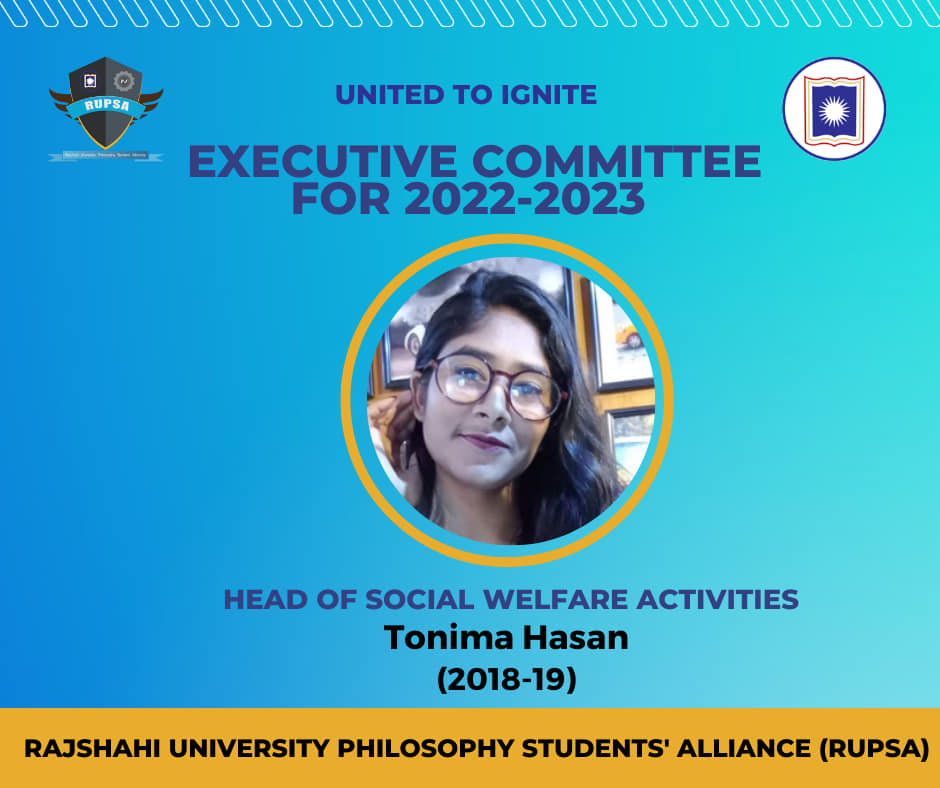 RUPSA
UNITED TO IGNITE
EXECUTIVE COMMITTEE
FOR 2022-2023
HEAD OF SOCIAL WELFARE ACTIVITIES
Tonima Hasan
(2018-19)
RAJSHAHI UNIVERSITY PHILOSOPHY STUDENTS' ALLIANCE (RUPSA)